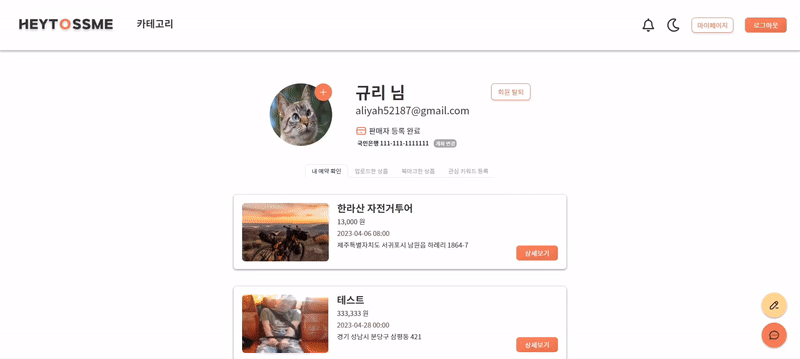 HEYTOSSME
카테고리
마이페이지
로그아웃
규리 님
회원 탈퇴
aliyah52187@gmail.com
판매자 등록 완료
국민은행 111-111-1111111
계좌 변경
내 예약 확인
업로드한 상품
북마크한 상품
관심 키워드 등록
한라산 자전거투어
13,000 원
2023-04-06 08:00
제주특별자치도 서귀포시 남원읍 하례리 1864-7
상세보기
테스트
333,333 원
2023-04-28 00:00
경기 성남시 분당구 삼평동 421
상세보기